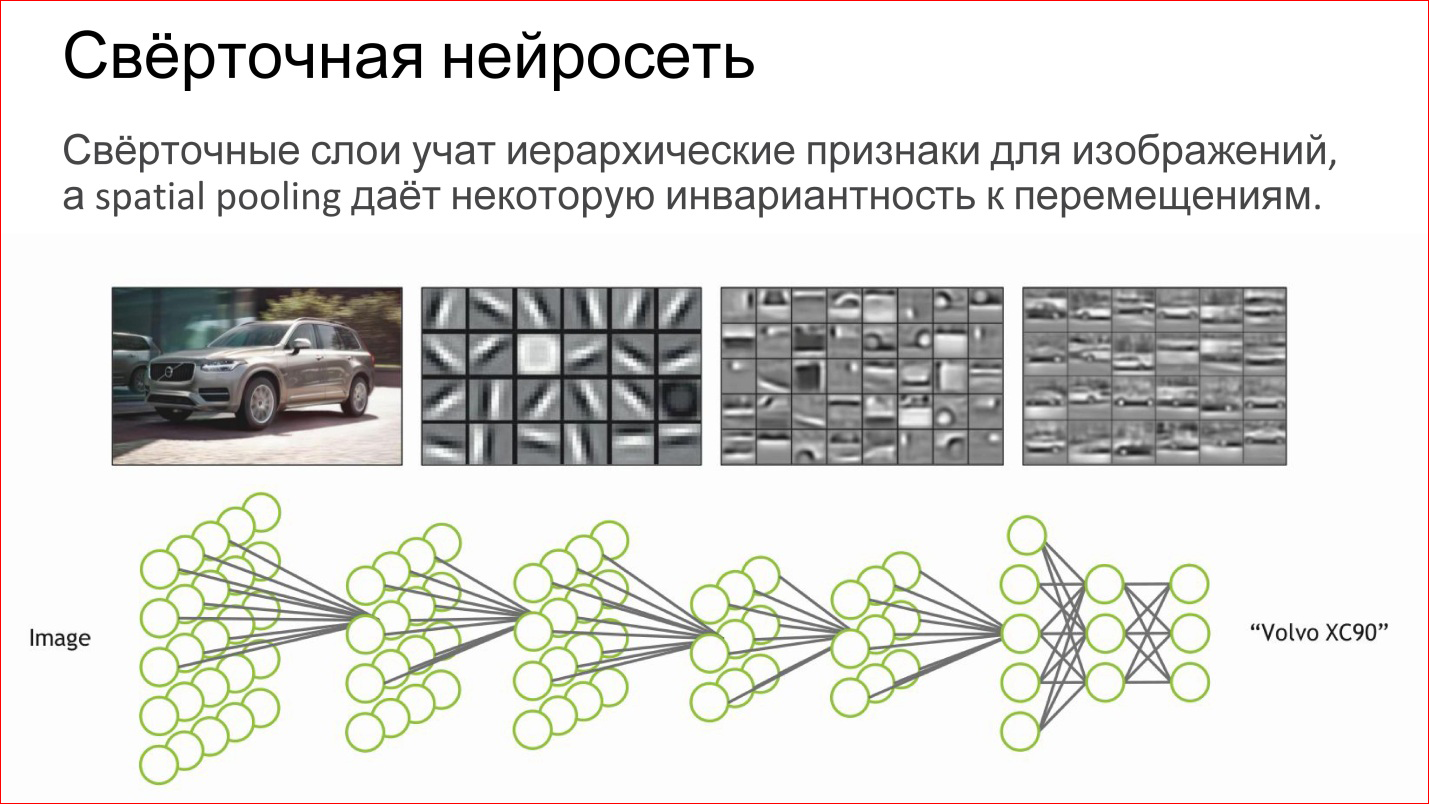 Свёрточная нейросеть
Свёрточные слои учат иерархические признаки для изображений,
а spatial pooling даёт некоторую инвариантность к перемещениям.
Image
“Volvo XC90”